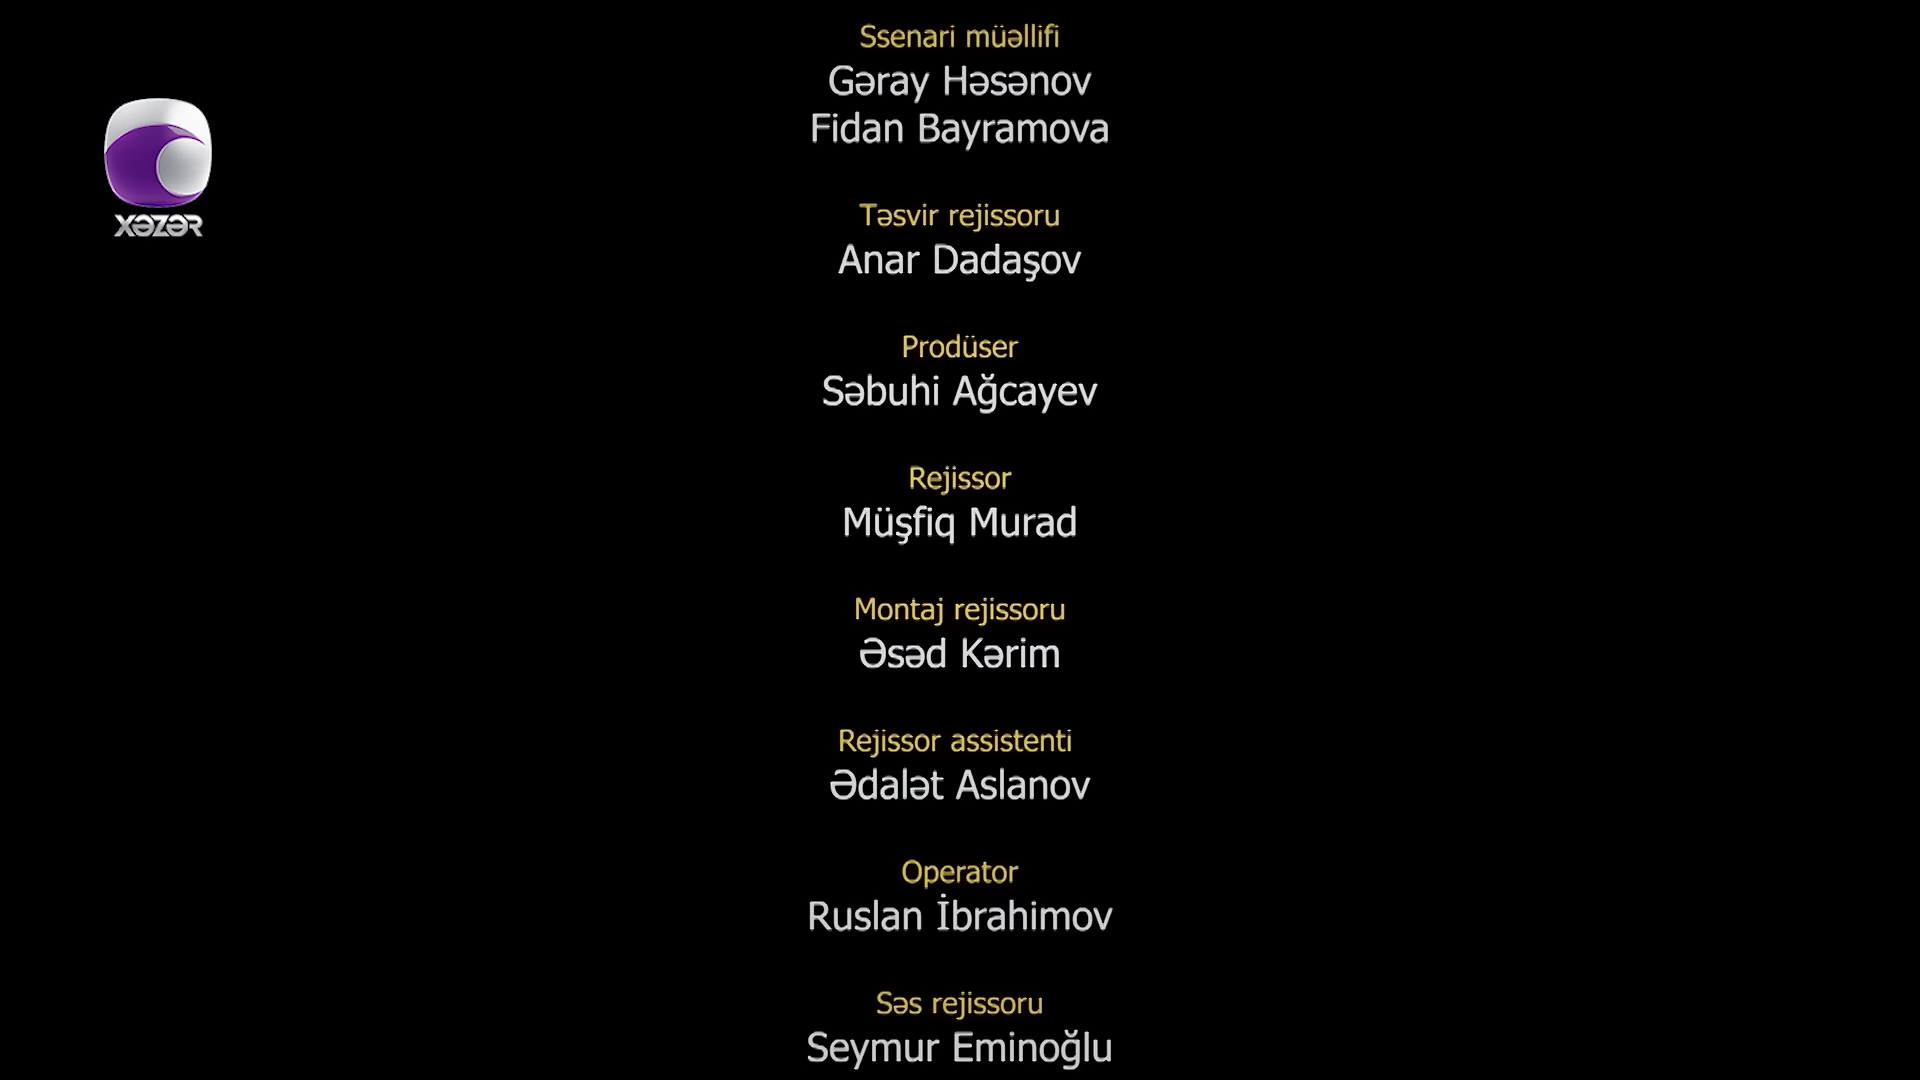 Ssenari müəllifi
Gəray Həsənov
Fidan Bayramova
XƏZƏR
Təsvir rejissoru
Anar Dadaşov
Prodüser
Səbuhi Ağcayev
Rejissor
Müşfiq Murad
Montaj rejissoru
Əsəd Kərim
Rejissor assistenti
Ədalət Aslanov
Operator
Ruslan İbrahimov
Səs rejissoru
Seymur Eminoğlu